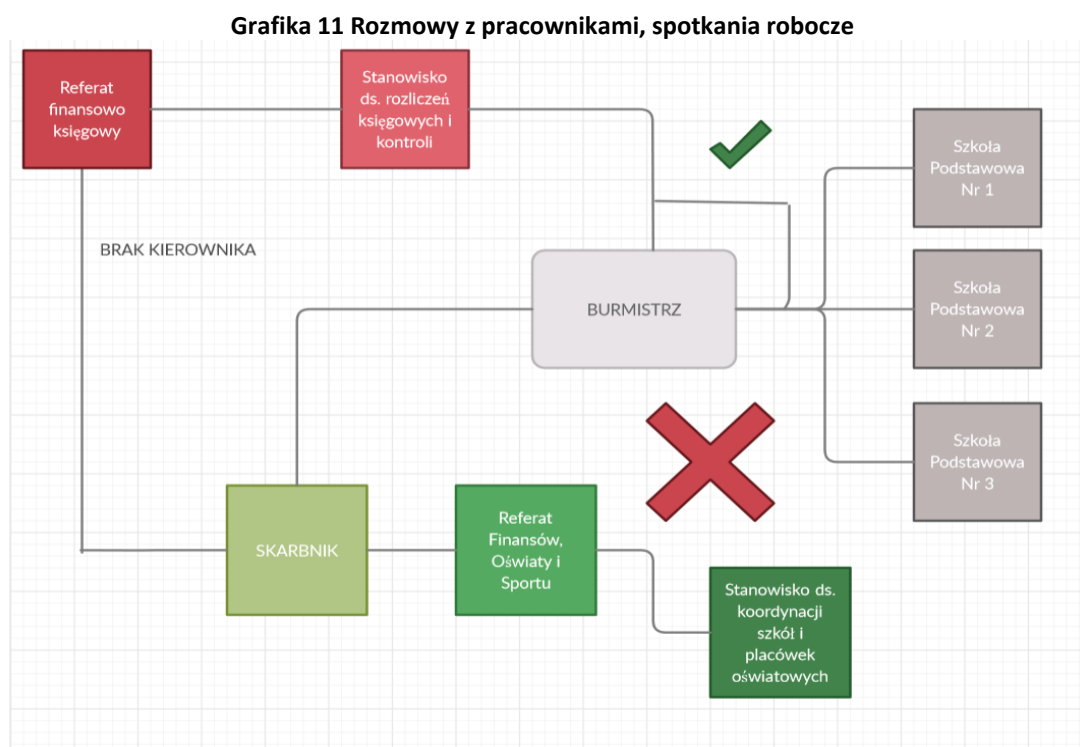 Grafika 11 Rozmowy z pracownikami, spotkania robocze
Referat
finansowo
księgowy
Stanowisko
ds. rozliczeń
księgowych i
kontroli
Szkoła
Podstawowa
Nr 1
BRAK KIEROWNIKA
BURMISTRZ
Szkoła
Podstawowa
Nr 2
Szkoła
Podstawowa
Nr 3
SKARBNIK
Referat
Finansów,
Oświaty i
Sportu
Stanowisko ds.
koordynacji
szkół i
placówek
oświatowych